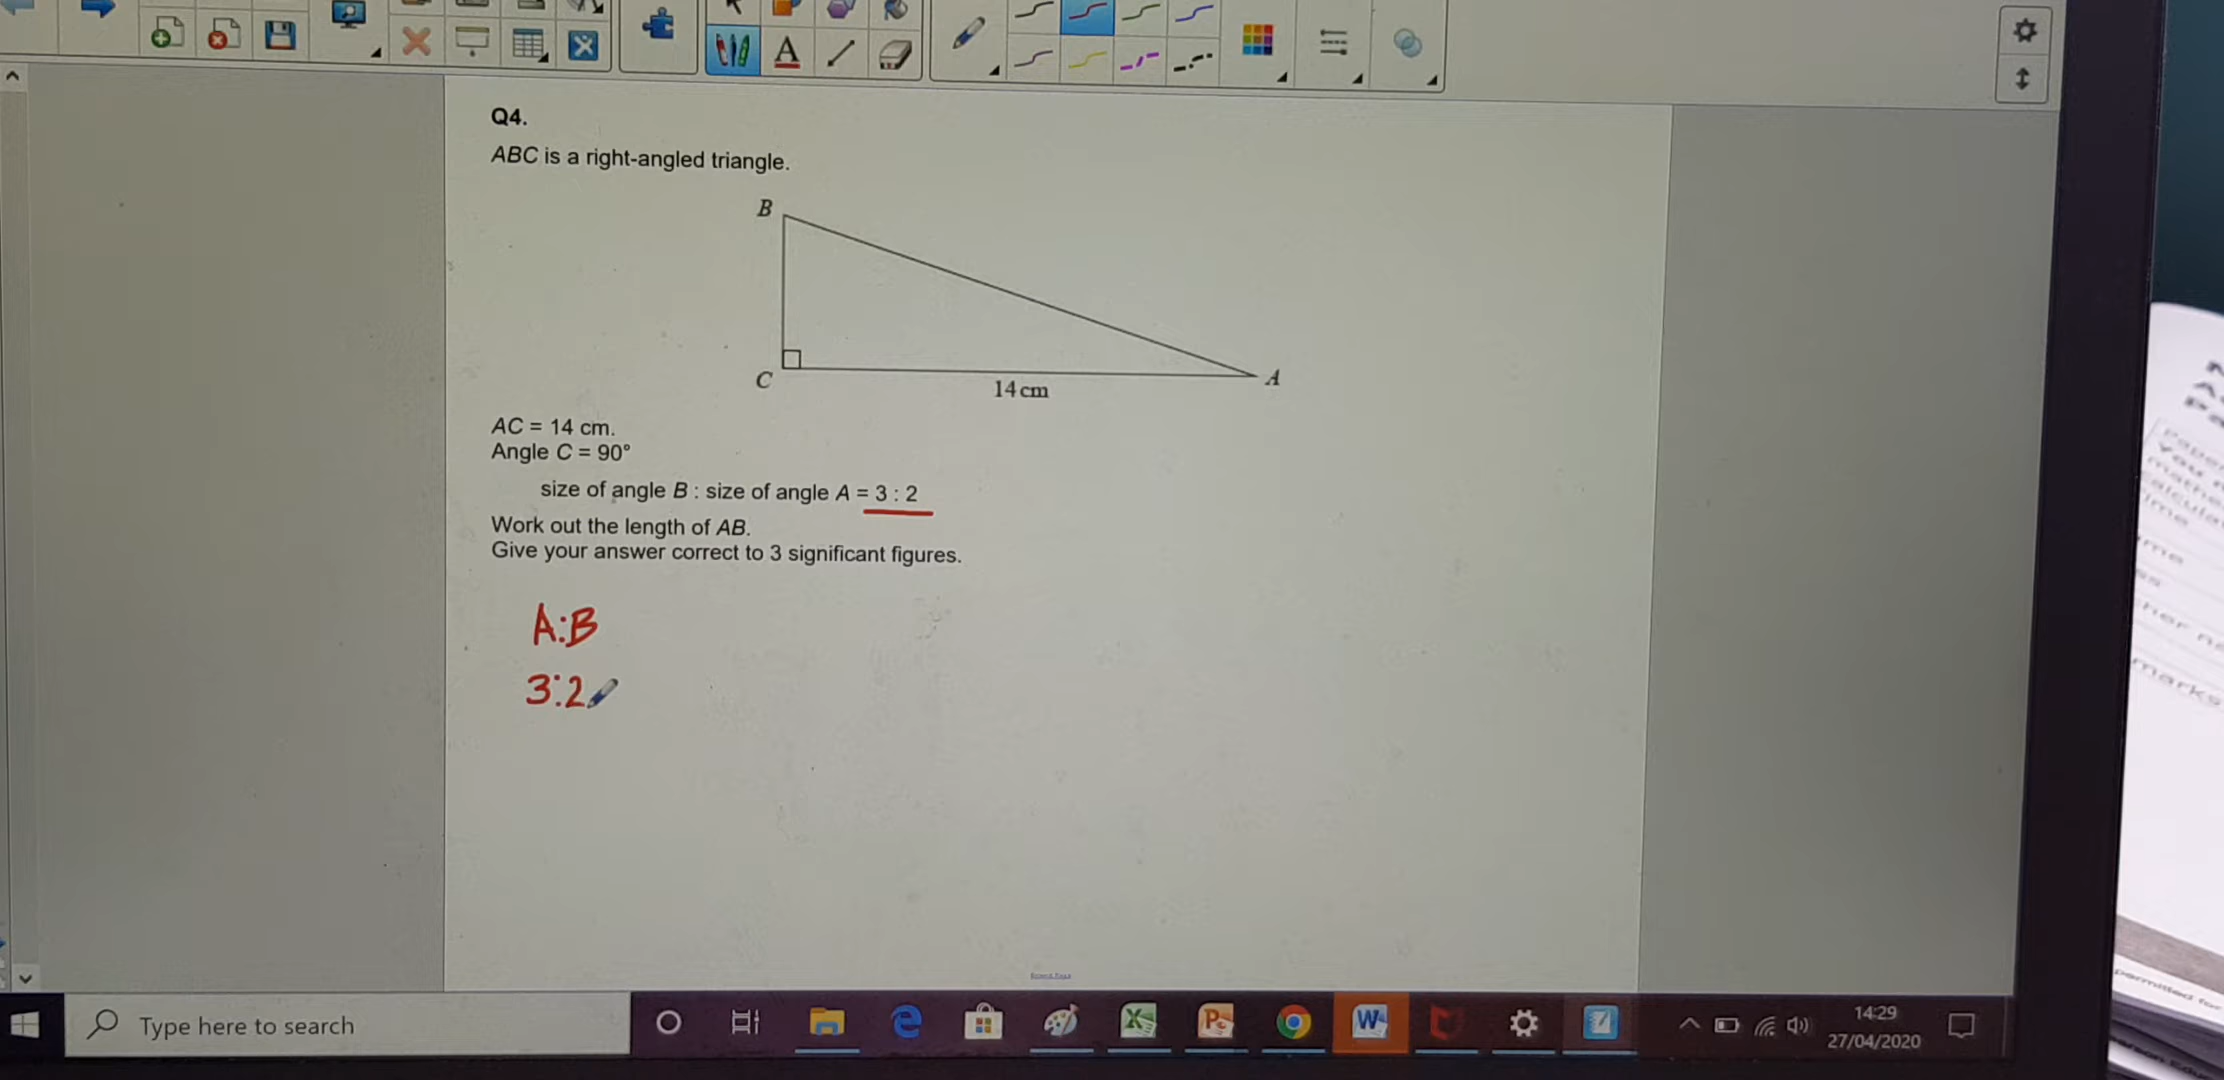 Q4.
ABC is a right-angled triangle.
B
C
A
14 cm
AC = 14 cm.
Angle C = 90°
size of angle B : size of angle A = 3 : 2
Work out the length of AB.
Give your answer correct to 3 significant figures.
A:B
3:2
Type here to search
14:29
27/04/2020